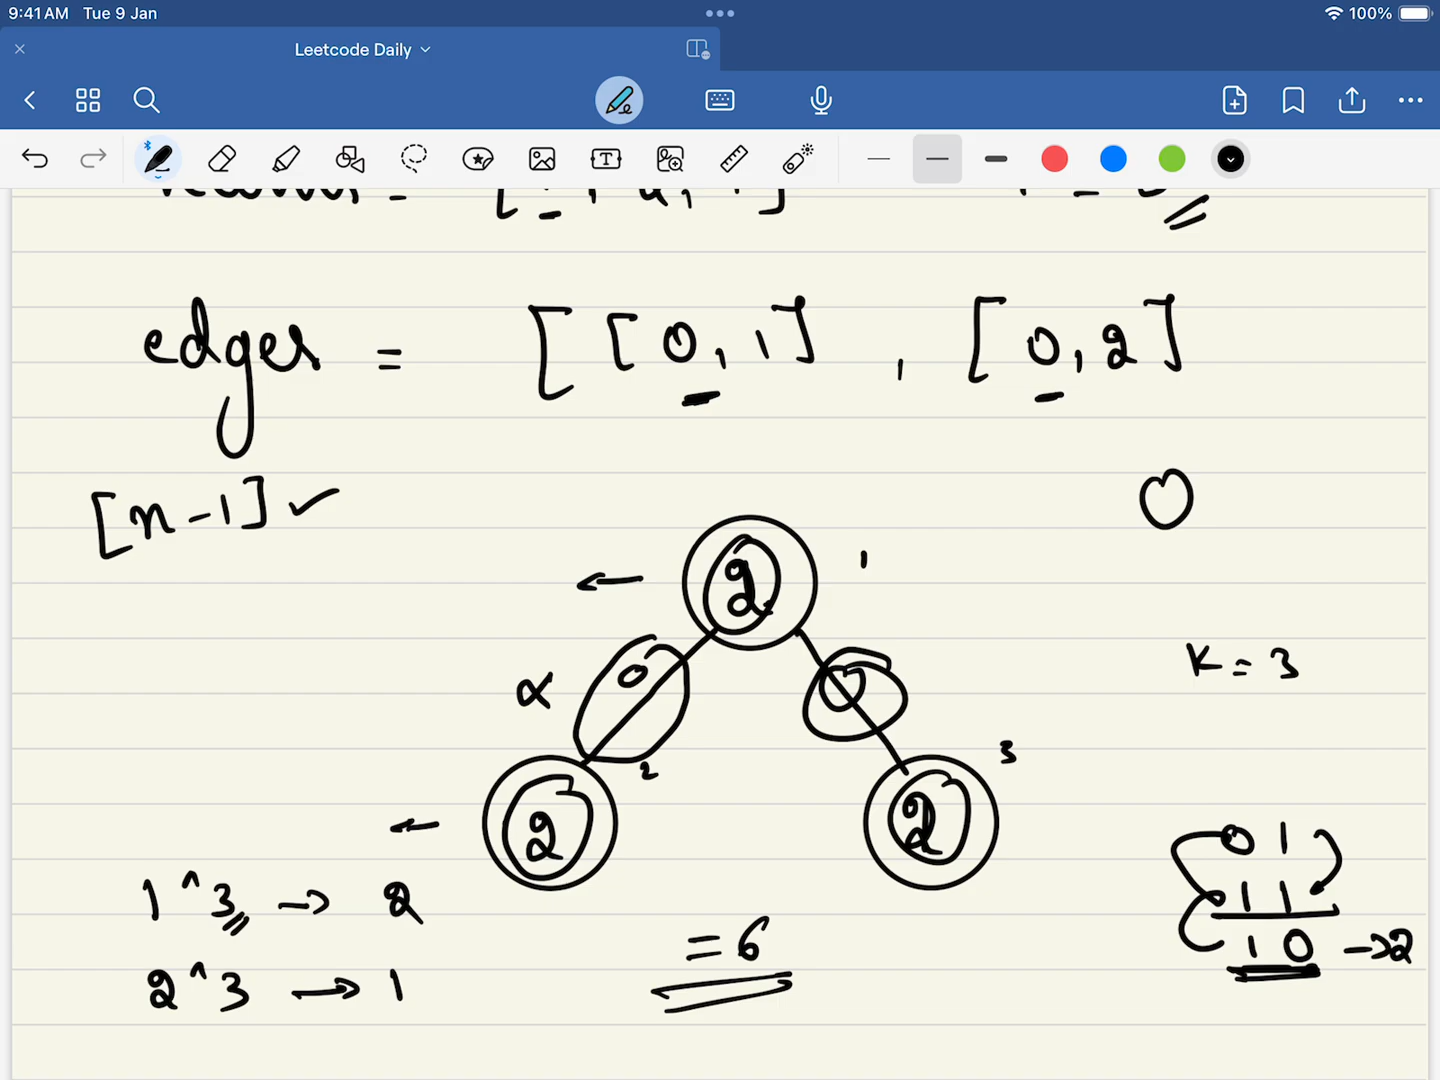 9:41 AM Tue 9 Jan
100%
Leetcode Daily
edges = [ [ 0, 1 ] , [ 0, 2 ]
[n-1] ✓
0
2 1
α 0 0
K = 3
2 2 2 3
0 1
1 ^ 3 → 2
1 1
= 6
1 0 → 2
2 ^ 3 → 1